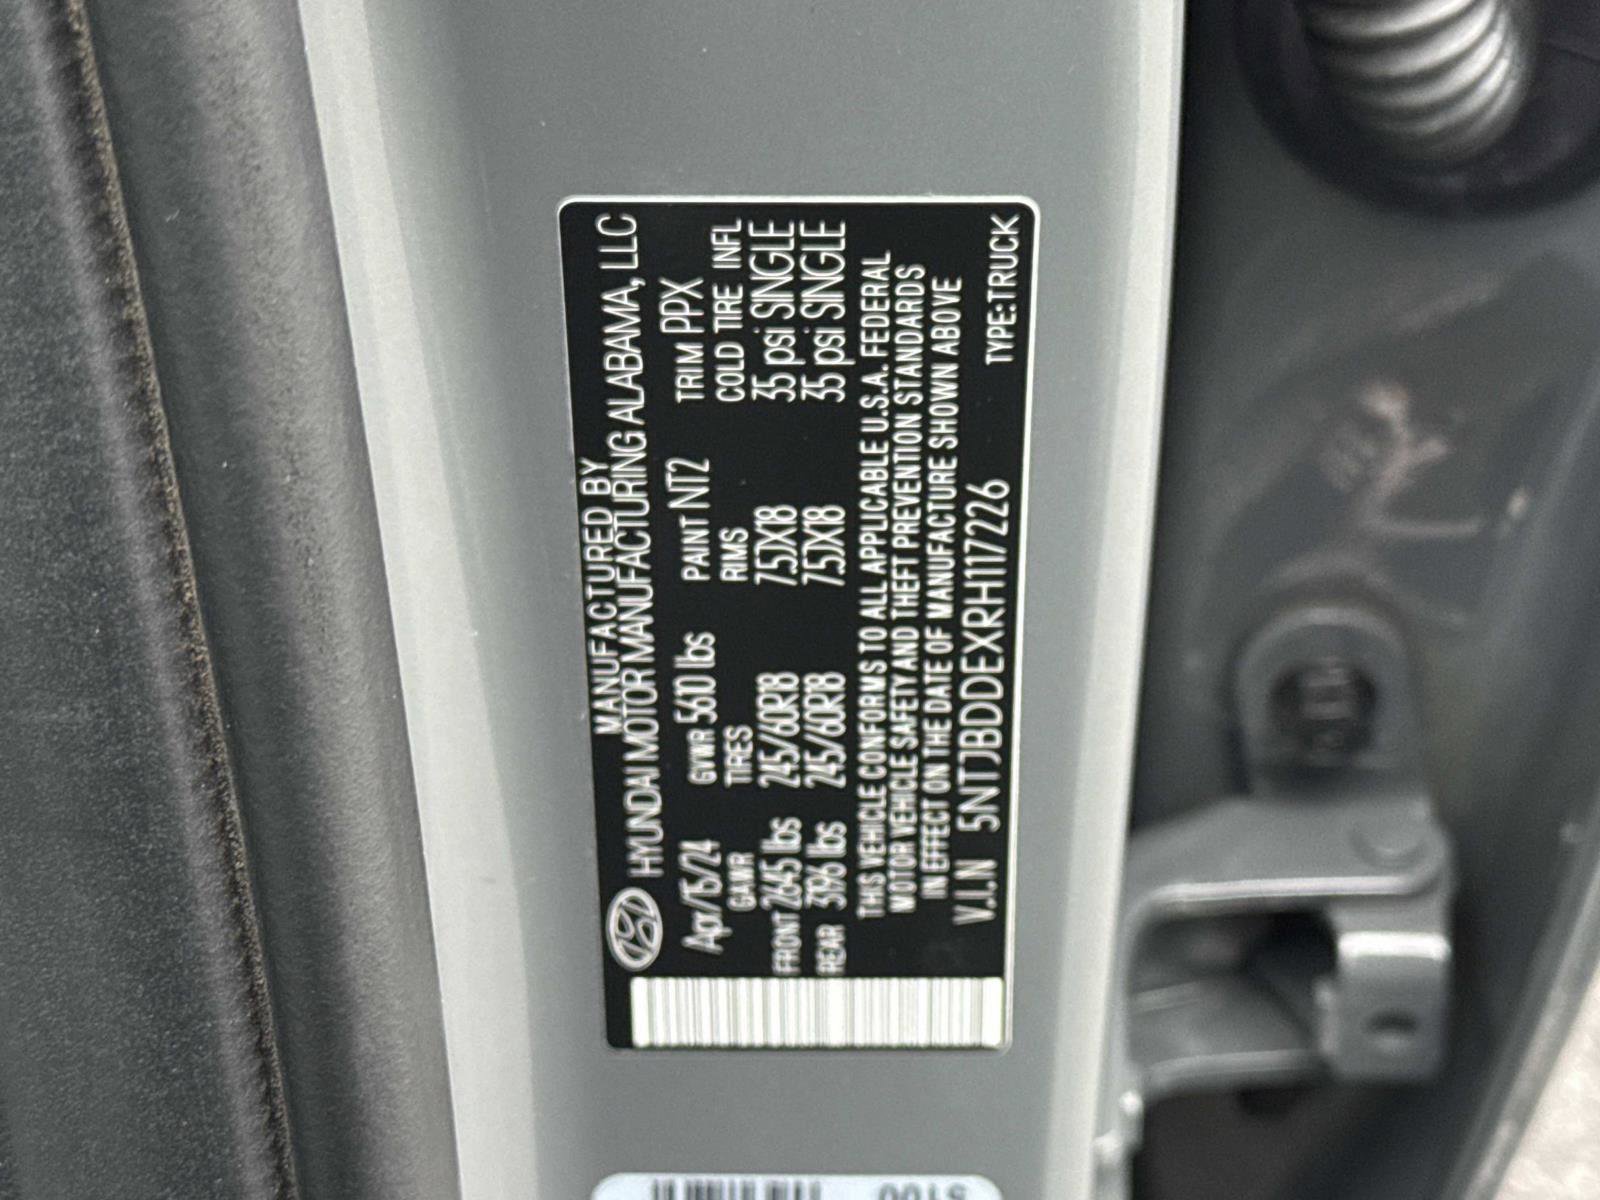 MANUFACTURED BY
HYUNDAI MOTOR MANUFACTURING ALABAMA, LLC
Apr/15/24 GVWR 5610 lbs PAINT NT2 TRIM PPX
GAWR TIRES RIMS COLD TIRE INFL
FRONT 2645 lbs 245/60R18 7.5JX18 35 psi SINGLE
REAR 3196 lbs 245/60R18 7.5JX18 35 psi SINGLE
THIS VEHICLE CONFORMS TO ALL APPLICABLE U.S.A. FEDERAL
MOTOR VEHICLE SAFETY AND THEFT PREVENTION STANDARDS
IN EFFECT ON THE DATE OF MANUFACTURE SHOWN ABOVE
V.I.N 5NTJBDDEXRH117226 TYPE:TRUCK